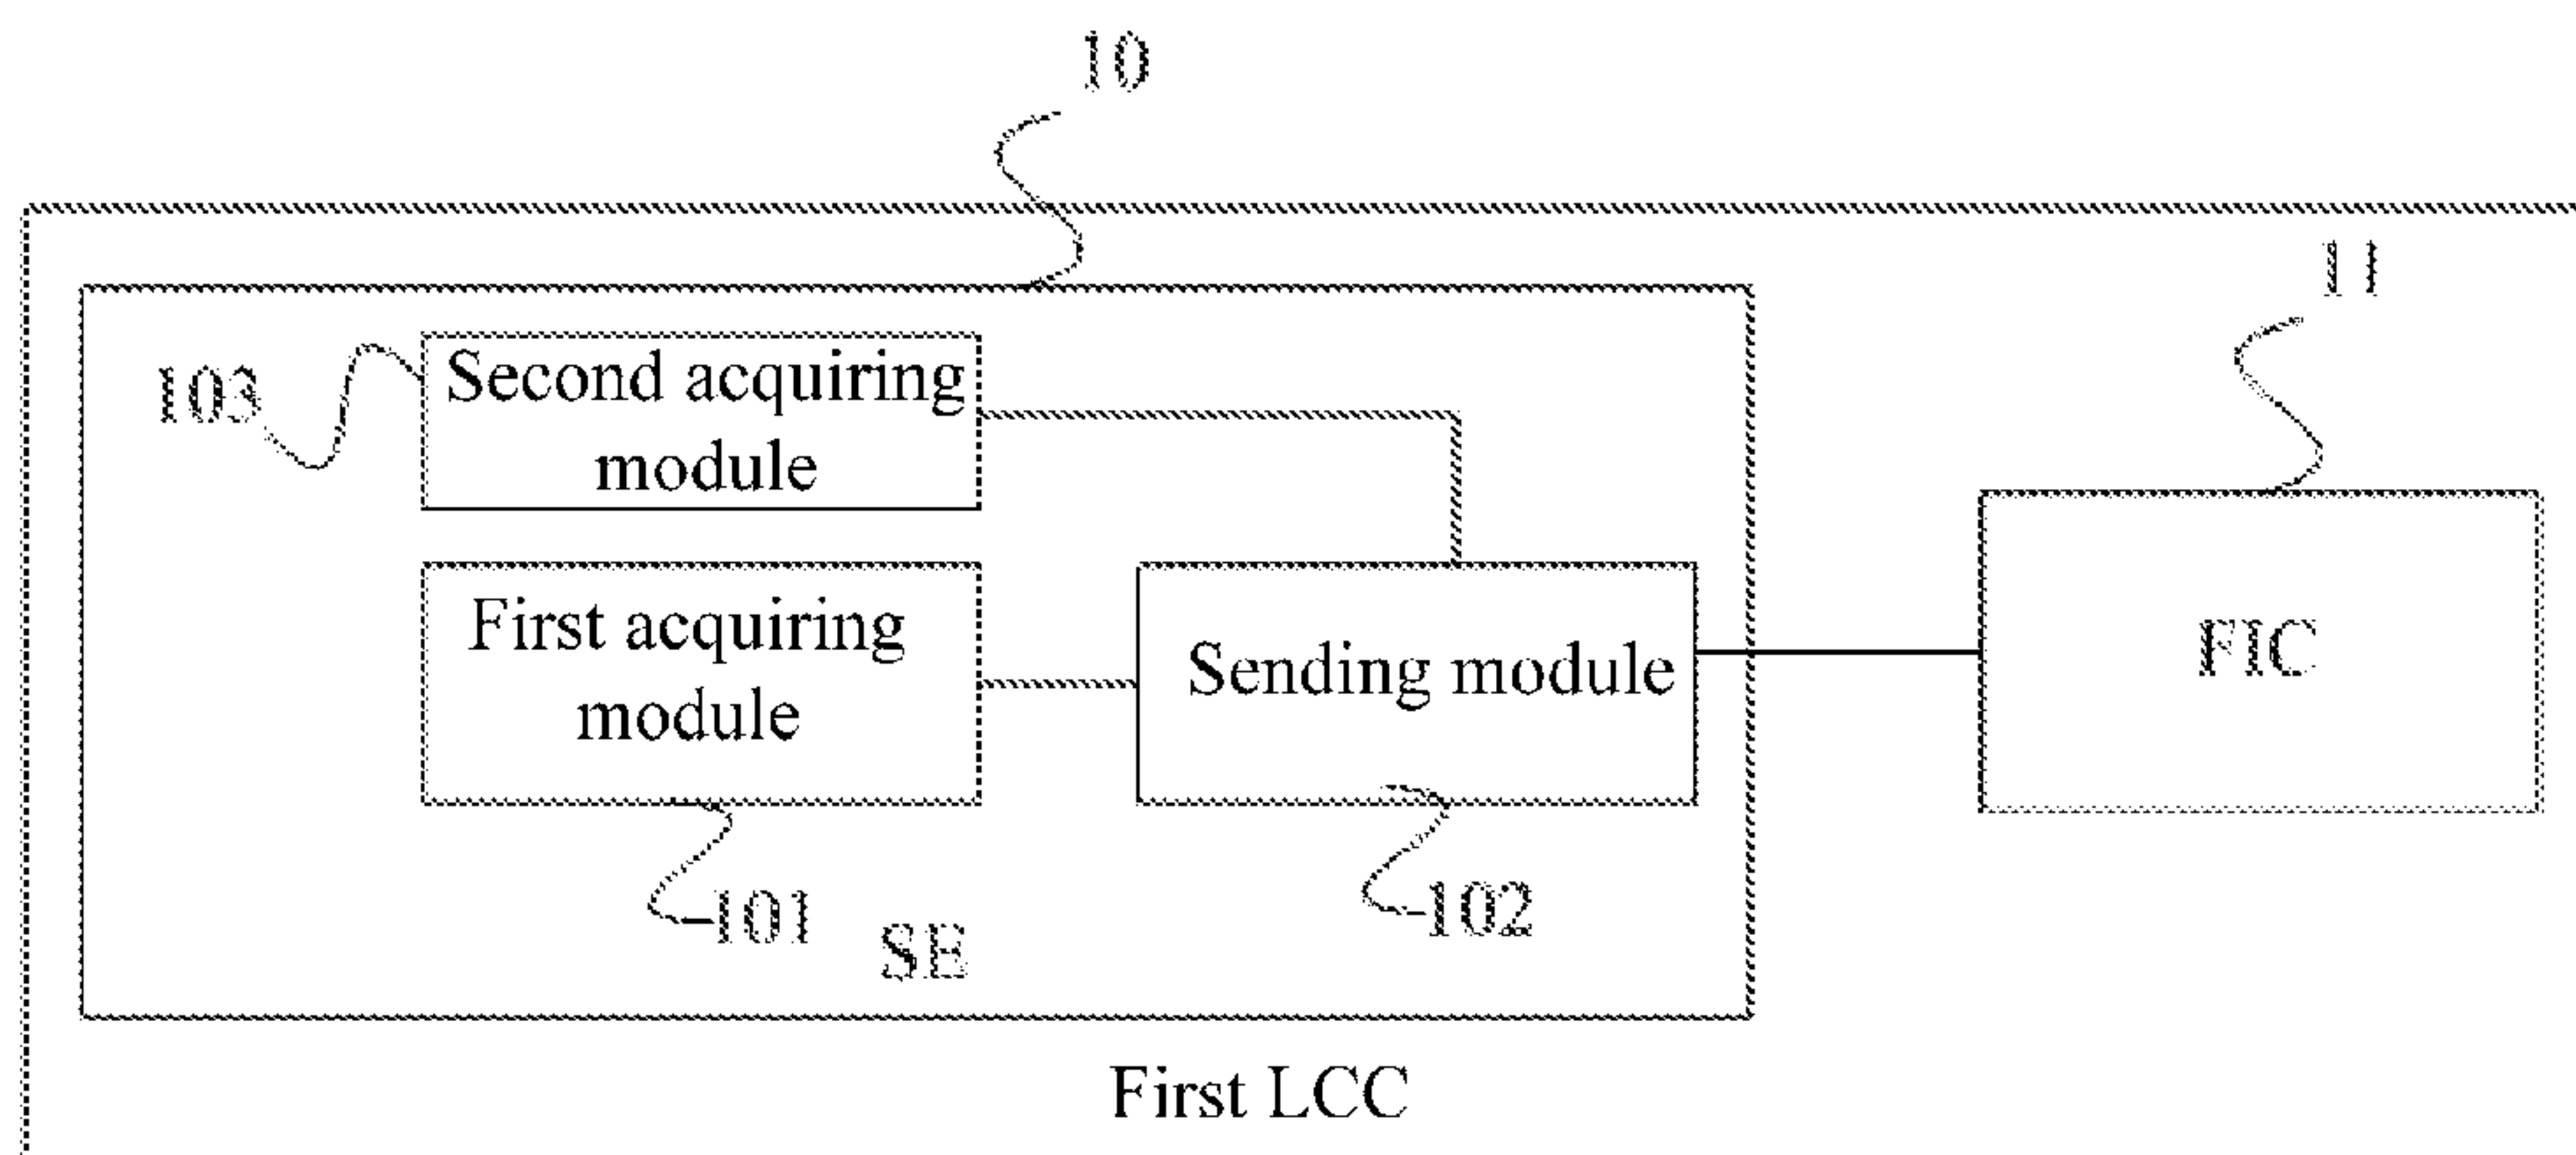 10
11
103
Second acquiring
module
First acquiring
module
Sending module
FIC
101
102
SE
First LCC